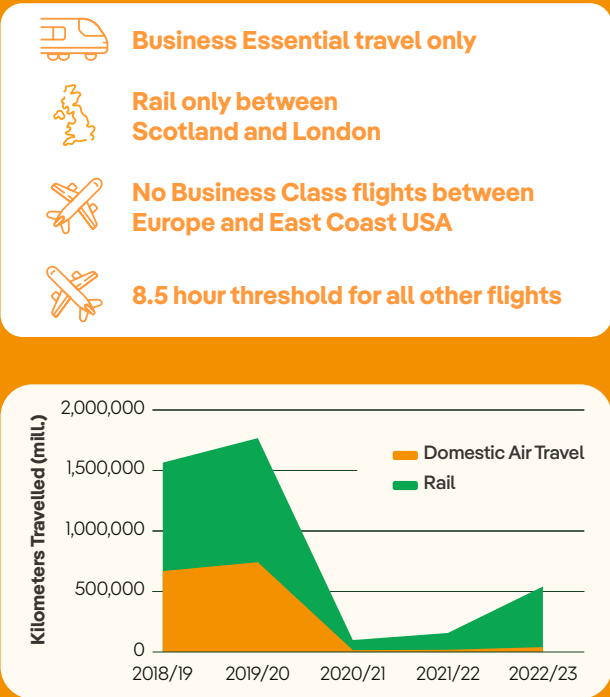 Business Essential travel only
Rail only between
Scotland and London
No Business Class flights between
Europe and East Coast USA
8.5 hour threshold for all other flights
Kilometers Travelled (mill.)
2,000,000
1,500,000
1,000,000
500,000
0
Domestic Air Travel
Rail
2018/19 2019/20 2020/21 2021/22 2022/23